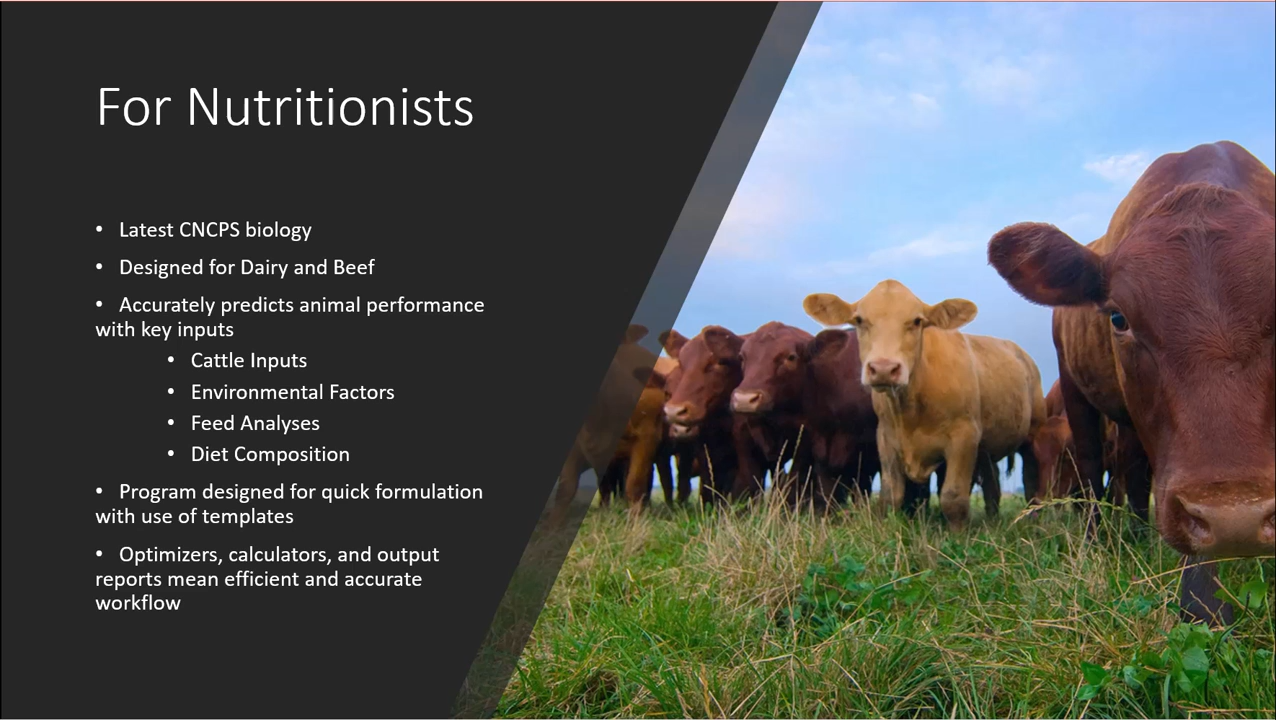 For Nutritionists
• Latest CNCPS biology
• Designed for Dairy and Beef
• Accurately predicts animal performance
with key inputs
• Cattle Inputs
• Environmental Factors
• Feed Analyses
• Diet Composition
• Program designed for quick formulation
with use of templates
• Optimizers, calculators, and output
reports mean efficient and accurate
workflow